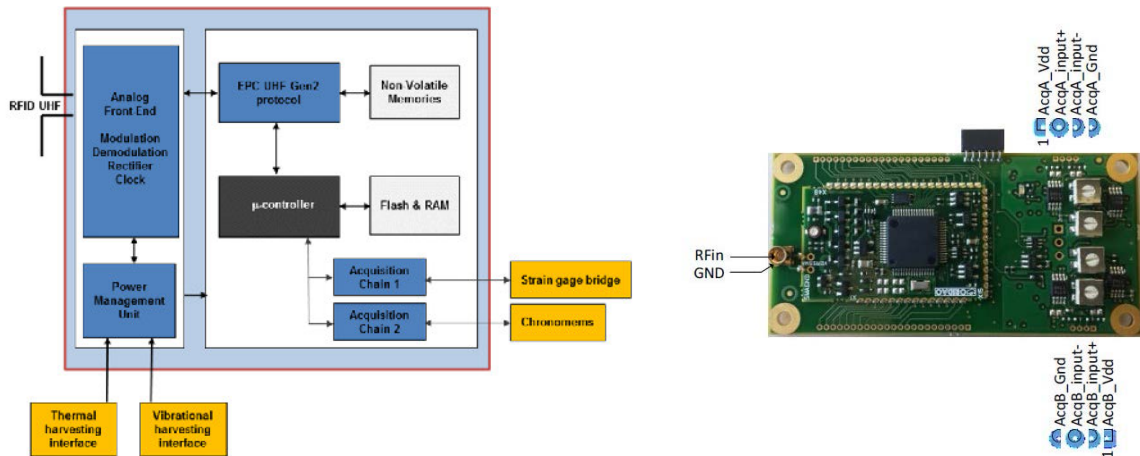 RFID UHF
Analog
Front-End
Modulation
Demodulation
Rectifier
Clock
EPC UHF Gen2
protocol
Non-Volatile
Memories
µ-controller
Flash & RAM
Power
Management
Unit
Acquisition
Chain 1
Strain gage bridge
Acquisition
Chain 2
Chronomems
Thermal
harvesting
interface
Vibrational
harvesting
interface
1 AcqA_Vdd
AcqA_input+
AcqA_input-
AcqA_Gnd
RFin
GND
AcqB_Gnd
AcqB_input-
AcqB_input+
1 AcqB_Vdd